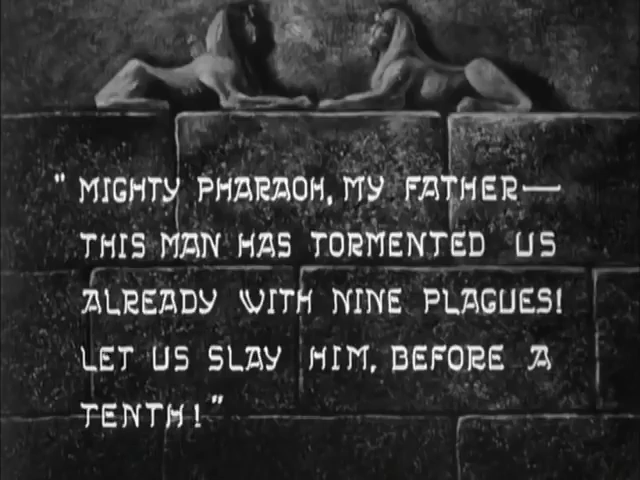 " MIGHTY PHARAOH, MY FATHER—
THIS MAN HAS TORMENTED US
ALREADY WITH NINE PLAGUES!
LET US SLAY HIM, BEFORE A
TENTH! "